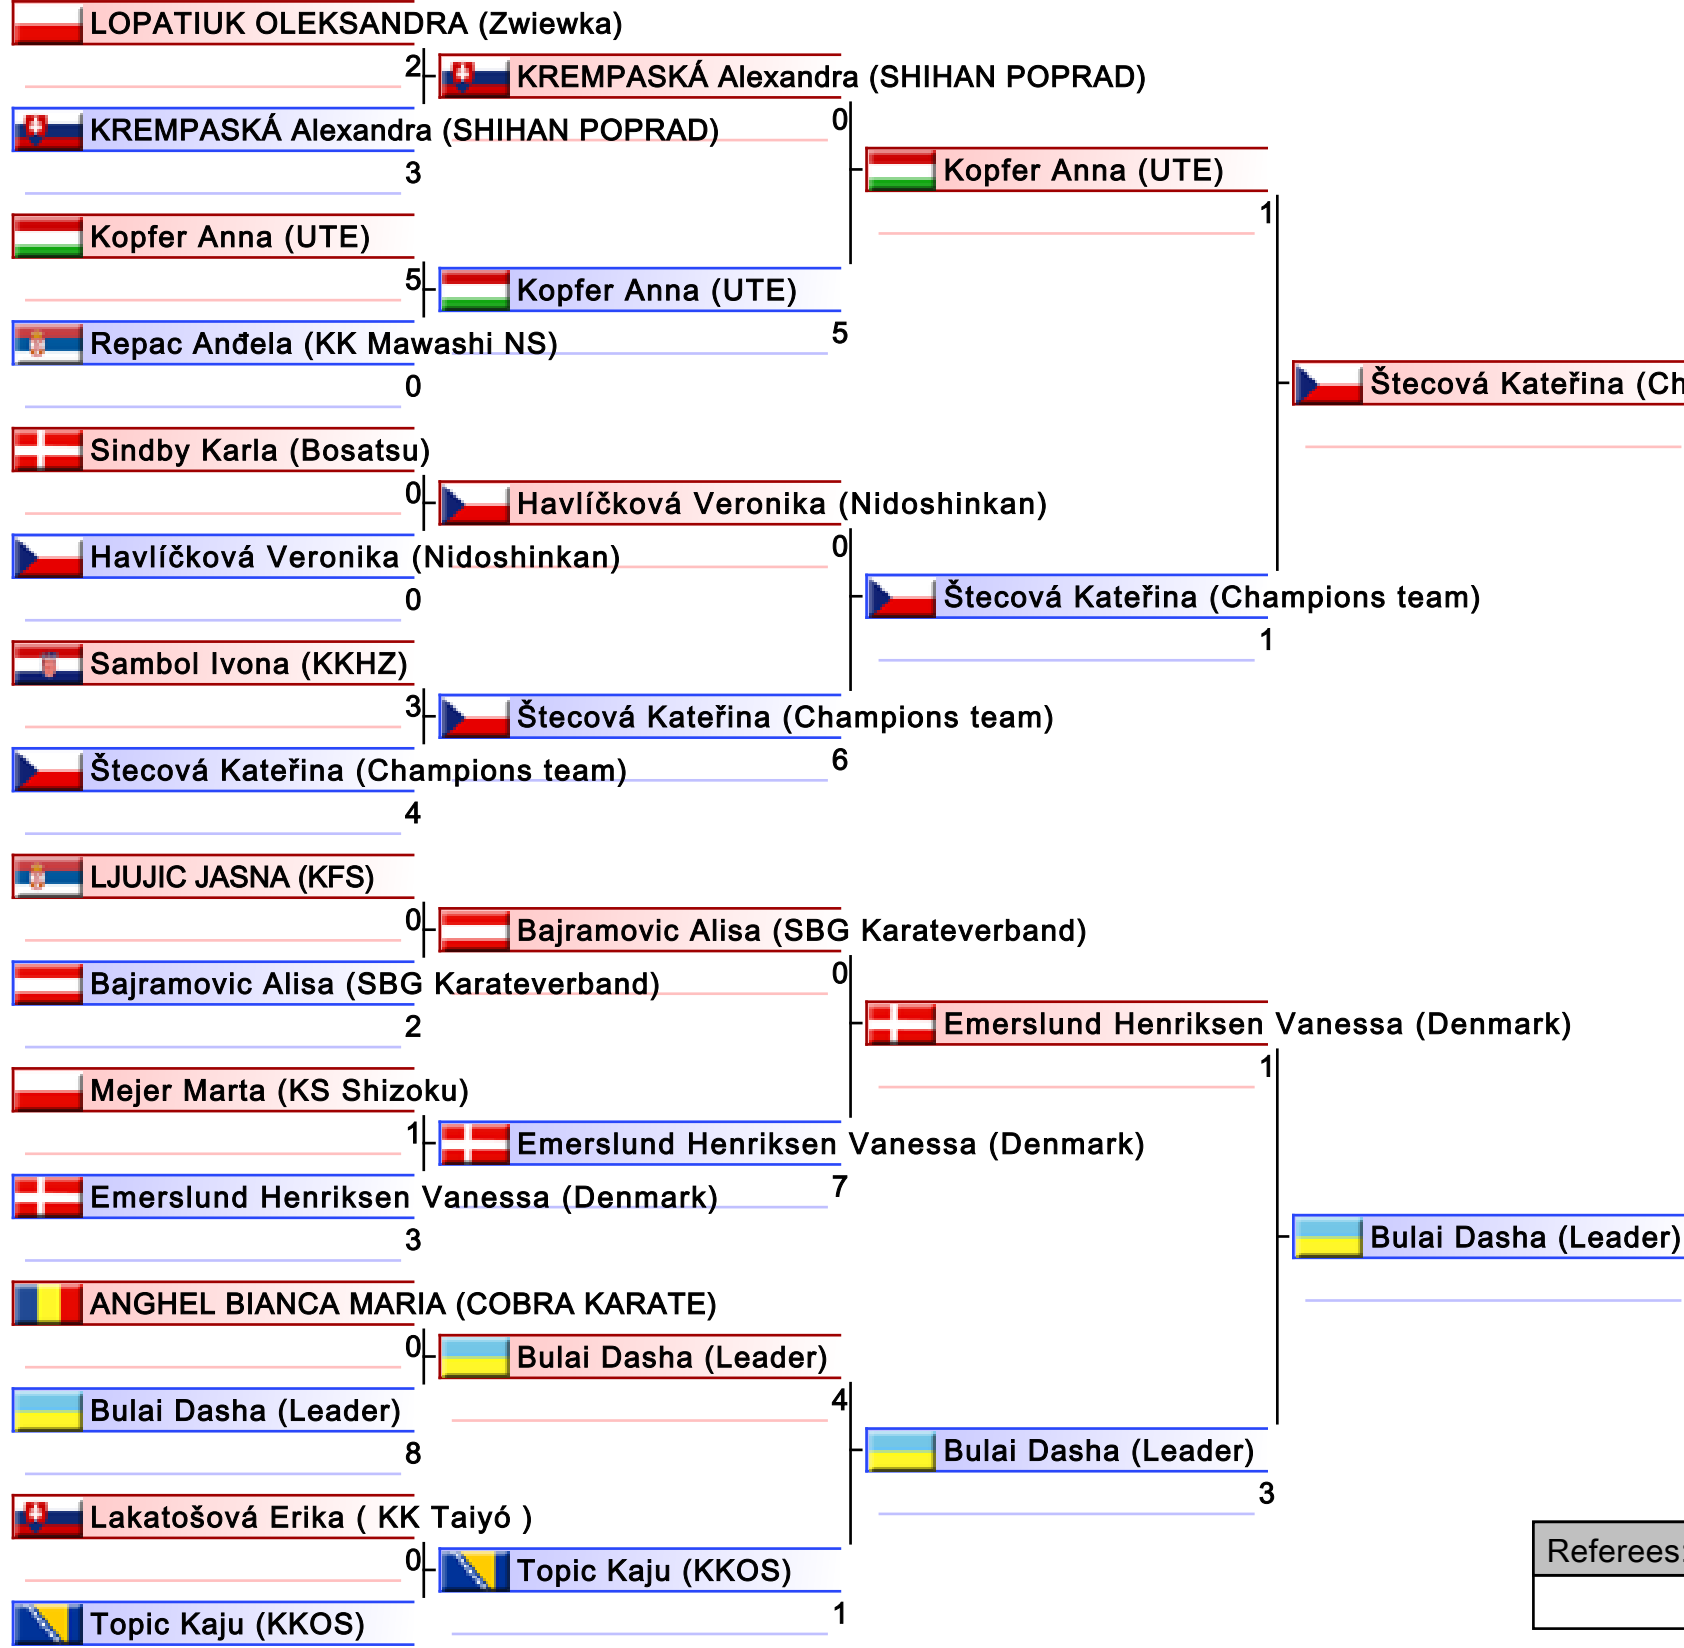 LOPATIUK OLEKSANDRA (Zwiewka)
2
KREMPASKÁ Alexandra (SHIHAN POPRAD)
3
Kopfer Anna (UTE)
5
Repac Anđela (KK Mawashi NS)
0
Sindby Karla (Bosatsu)
0
Havlíčková Veronika (Nidoshinkan)
0
Sambol Ivona (KKHZ)
3
Štecová Kateřina (Champions team)
4
LJUJIC JASNA (KFS)
0
Bajramovic Alisa (SBG Karateverband)
2
Mejer Marta (KS Shizoku)
1
Emerslund Henriksen Vanessa (Denmark)
3
ANGHEL BIANCA MARIA (COBRA KARATE)
0
Bulai Dasha (Leader)
8
Lakatošová Erika ( KK Taiyó )
0
Topic Kaju (KKOS)
KREMPASKÁ Alexandra (SHIHAN POPRAD)
0
Kopfer Anna (UTE)
5
Havlíčková Veronika (Nidoshinkan)
0
Štecová Kateřina (Champions team)
6
Bajramovic Alisa (SBG Karateverband)
0
Emerslund Henriksen Vanessa (Denmark)
7
Bulai Dasha (Leader)
4
Topic Kaju (KKOS)
1
Kopfer Anna (UTE)
1
Štecová Kateřina (Champions team)
1
Emerslund Henriksen Vanessa (Denmark)
1
Bulai Dasha (Leader)
3
Štecová Kateřina (Ch
Bulai Dasha (Leader)
Referees: